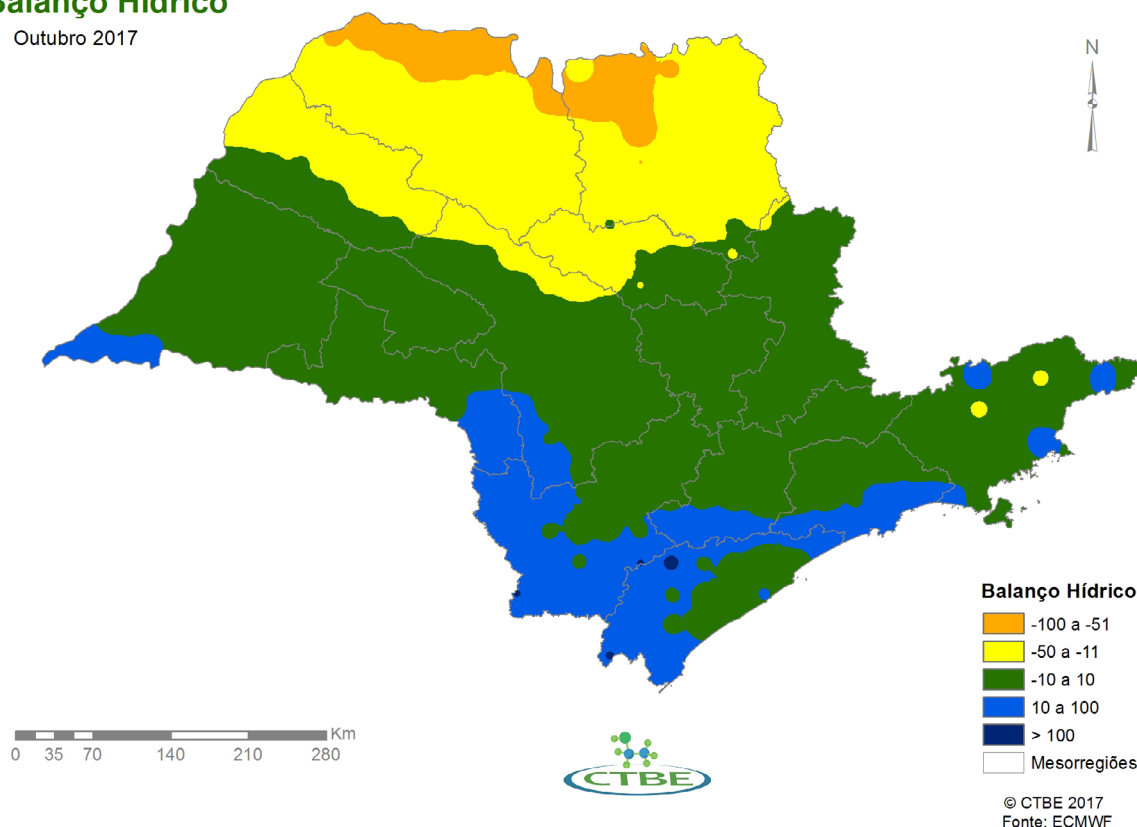 Balanço Hídrico
Outubro 2017
N
Balanço Hídrico
-100 a -51
-50 a -11
-10 a 10
10 a 100
> 100
Mesorregiões
Km
0 35 70 140 210 280
CTBE
© CTBE 2017
Fonte: ECMWF